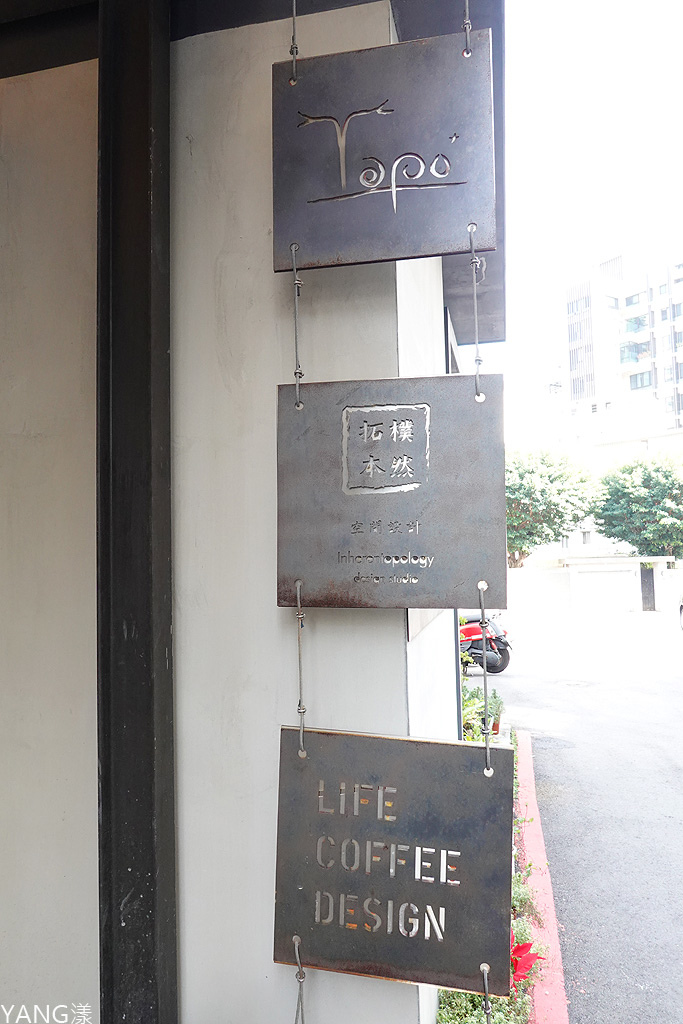 Tapo+
拓樸
本然
空間設計
Inherentopology
design studio
LIFE
COFFEE
DESIGN
YANG漾